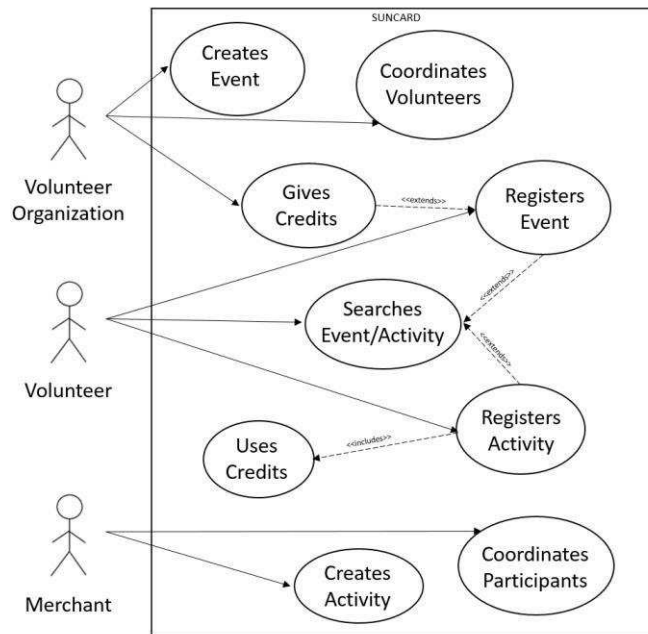 SUNCARD
Creates
Event
Coordinates
Volunteers
Volunteer
Organization
Gives
Credits
<<extends>>
Registers
Event
<<extends>>
Searches
Event/Activity
Volunteer
<<extends>>
Registers
Activity
<<includes>>
Uses
Credits
Merchant
Creates
Activity
Coordinates
Participants